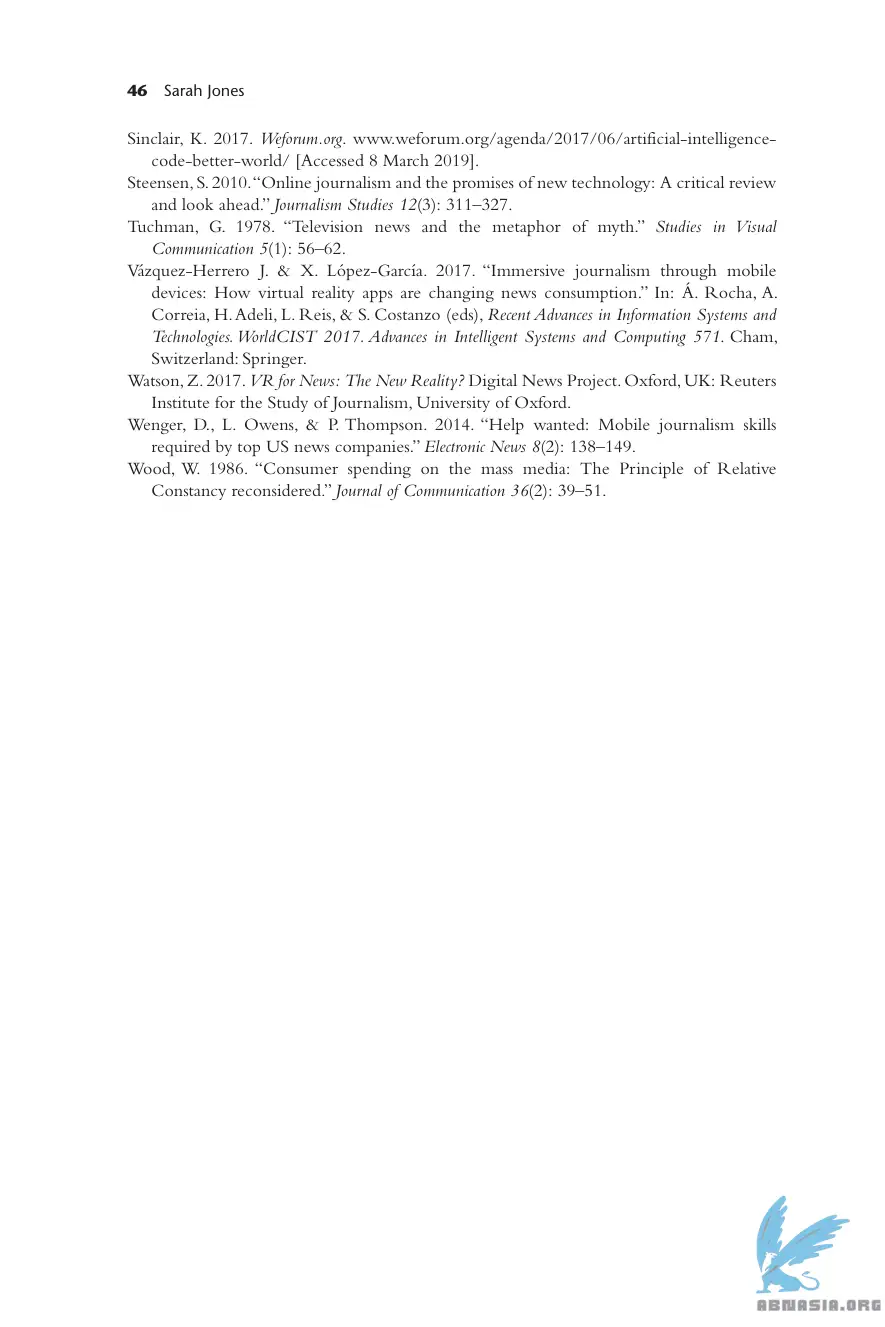 46 Sarah Jones
Sinclair, K. 2017. Weforum.org. www.weforum.org/agenda/2017/06/artificial-intelligence-
code-better-world/ [Accessed 8 March 2019].
Steensen, S. 2010. “Online journalism and the promises of new technology: A critical review
and look ahead.” Journalism Studies 12(3): 311–327.
Tuchman, G. 1978. “Television news and the metaphor of myth.” Studies in Visual
Communication 5(1): 56–62.
Vázquez-Herrero J. & X. López-García. 2017. “Immersive journalism through mobile
devices: How virtual reality apps are changing news consumption.” In: Á. Rocha, A.
Correia, H. Adeli, L. Reis, & S. Costanzo (eds), Recent Advances in Information Systems and
Technologies. WorldCIST 2017. Advances in Intelligent Systems and Computing 571. Cham,
Switzerland: Springer.
Watson, Z. 2017. VR for News: The New Reality? Digital News Project. Oxford, UK: Reuters
Institute for the Study of Journalism, University of Oxford.
Wenger, D., L. Owens, & P. Thompson. 2014. “Help wanted: Mobile journalism skills
required by top US news companies.” Electronic News 8(2): 138–149.
Wood, W. 1986. “Consumer spending on the mass media: The Principle of Relative
Constancy reconsidered.” Journal of Communication 36(2): 39–51.
ABNASIA.ORG